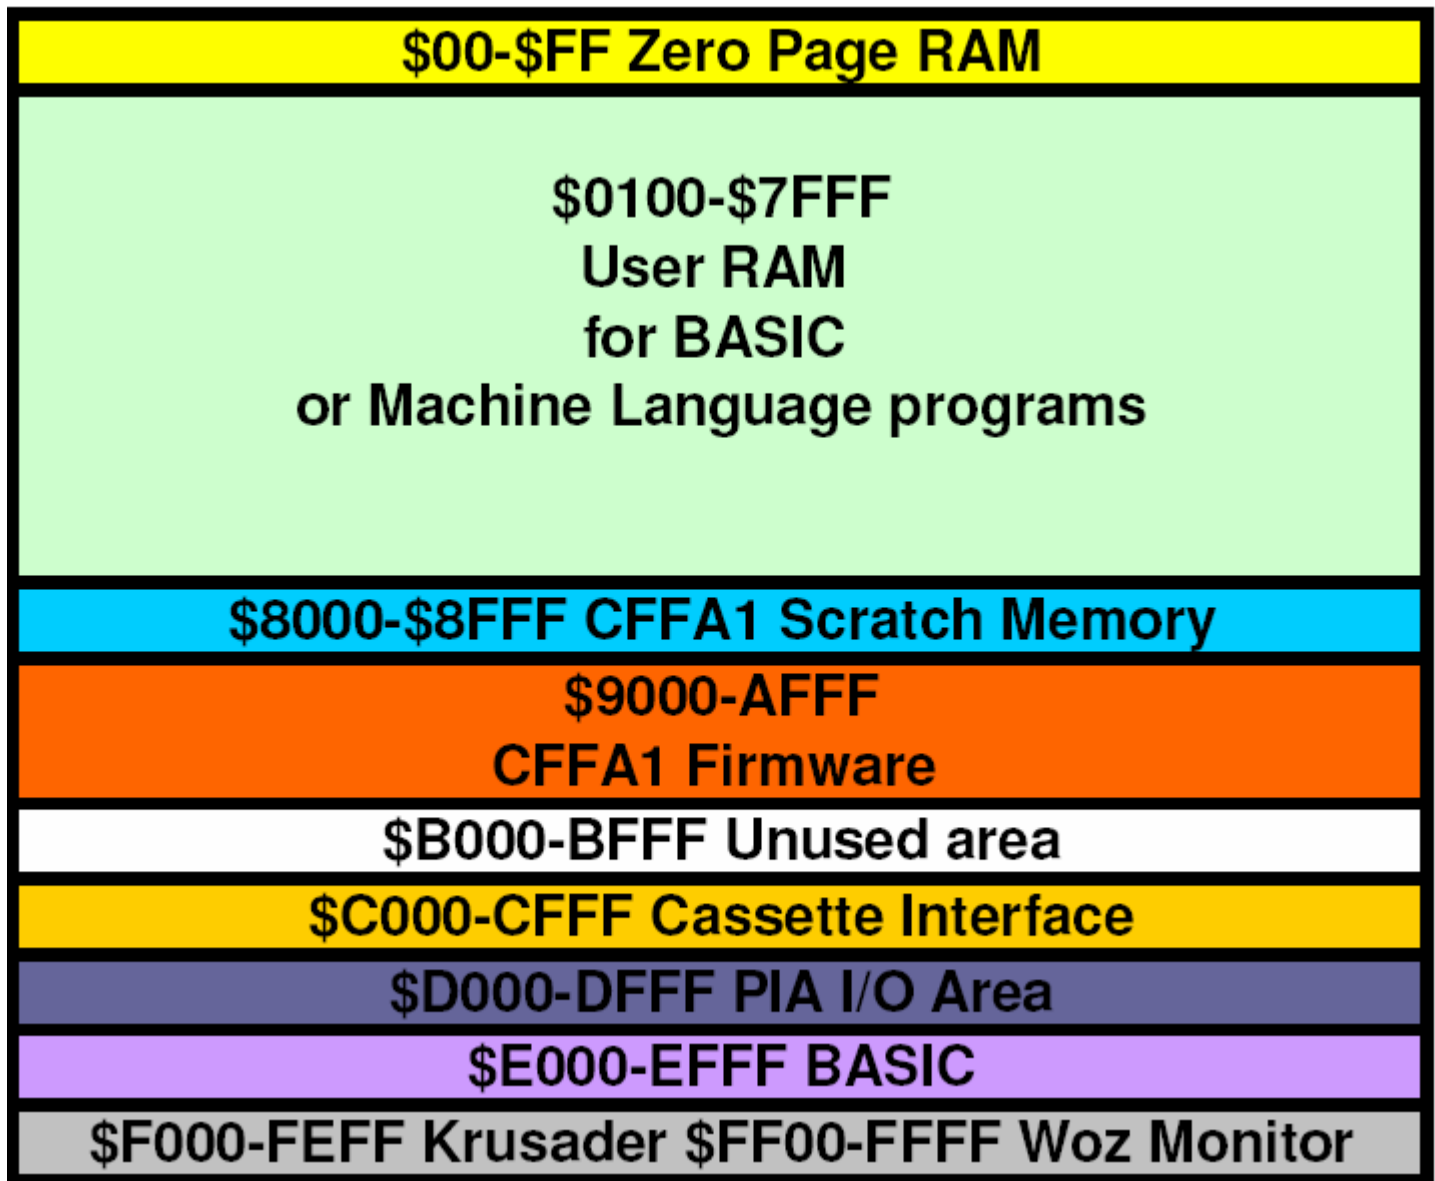 $00-$FF Zero Page RAM
$0100-$7FFF
User RAM
for BASIC
or Machine Language programs
$8000-$8FFF CFFA1 Scratch Memory
$9000-AFFF
CFFA1 Firmware
$B000-BFFF Unused area
$C000-CFFF Cassette Interface
$D000-DFFF PIA I/O Area
$E000-EFFF BASIC
$F000-FEFF Krusader $FF00-FFFF Woz Monitor